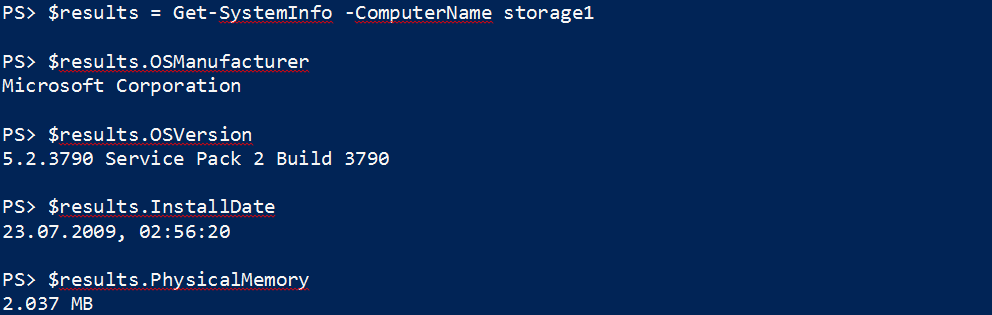 PS> $results = Get-SystemInfo -ComputerName storage1
PS> $results.OSManufacturer
Microsoft Corporation
PS> $results.OSVersion
5.2.3790 Service Pack 2 Build 3790
PS> $results.InstallDate
23.07.2009, 02:56:20
PS> $results.PhysicalMemory
2.037 MB